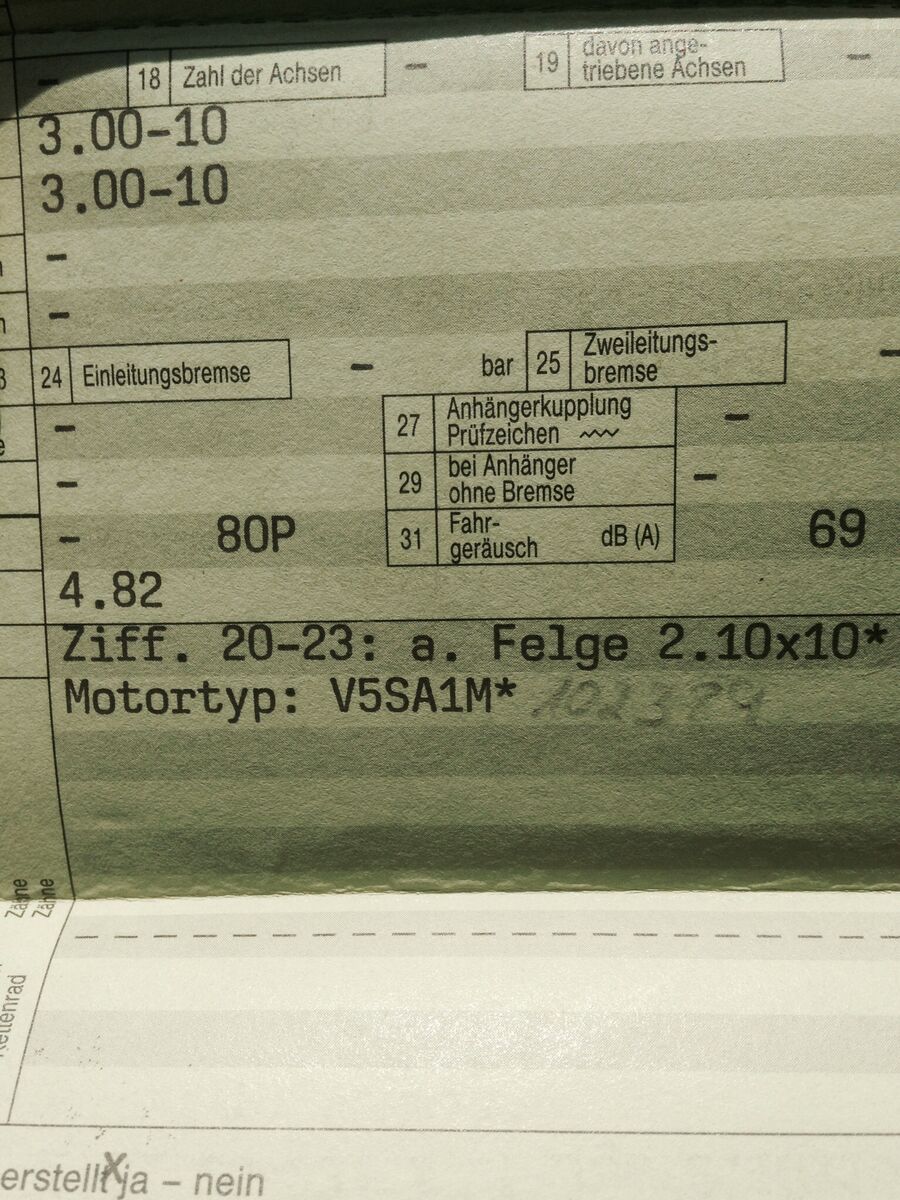 - 18 Zahl der Achsen - 19 davon ange-
triebene Achsen -
3.00-10
3.00-10
-
-
24 Einleitungsbremse - bar 25 Zweileitungs-
bremse -
- 27 Anhängerkupplung
Prüfzeichen -
- 29 bei Anhänger
ohne Bremse -
- 80P 31 Fahr-
geräusch dB (A) 69
4.82
Ziff. 20-23: a. Felge 2.10x10*
Motortyp: V5SA1M*
Zähne
Zähne
Kettenrad
erstellt ja - nein